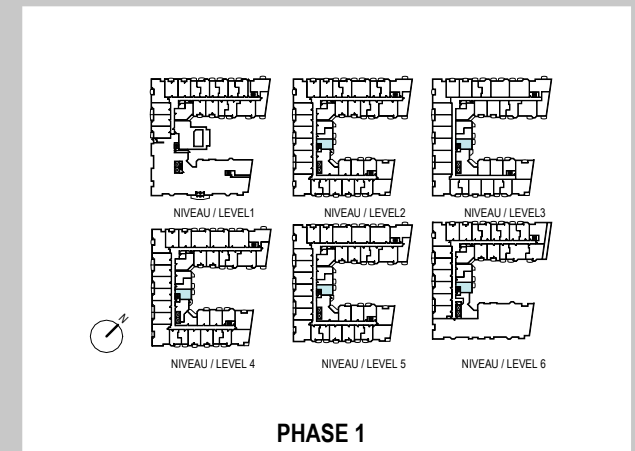 NIVEAU / LEVEL1
NIVEAU / LEVEL2
NIVEAU / LEVEL3
NIVEAU / LEVEL 4
NIVEAU / LEVEL 5
NIVEAU / LEVEL 6
N
PHASE 1